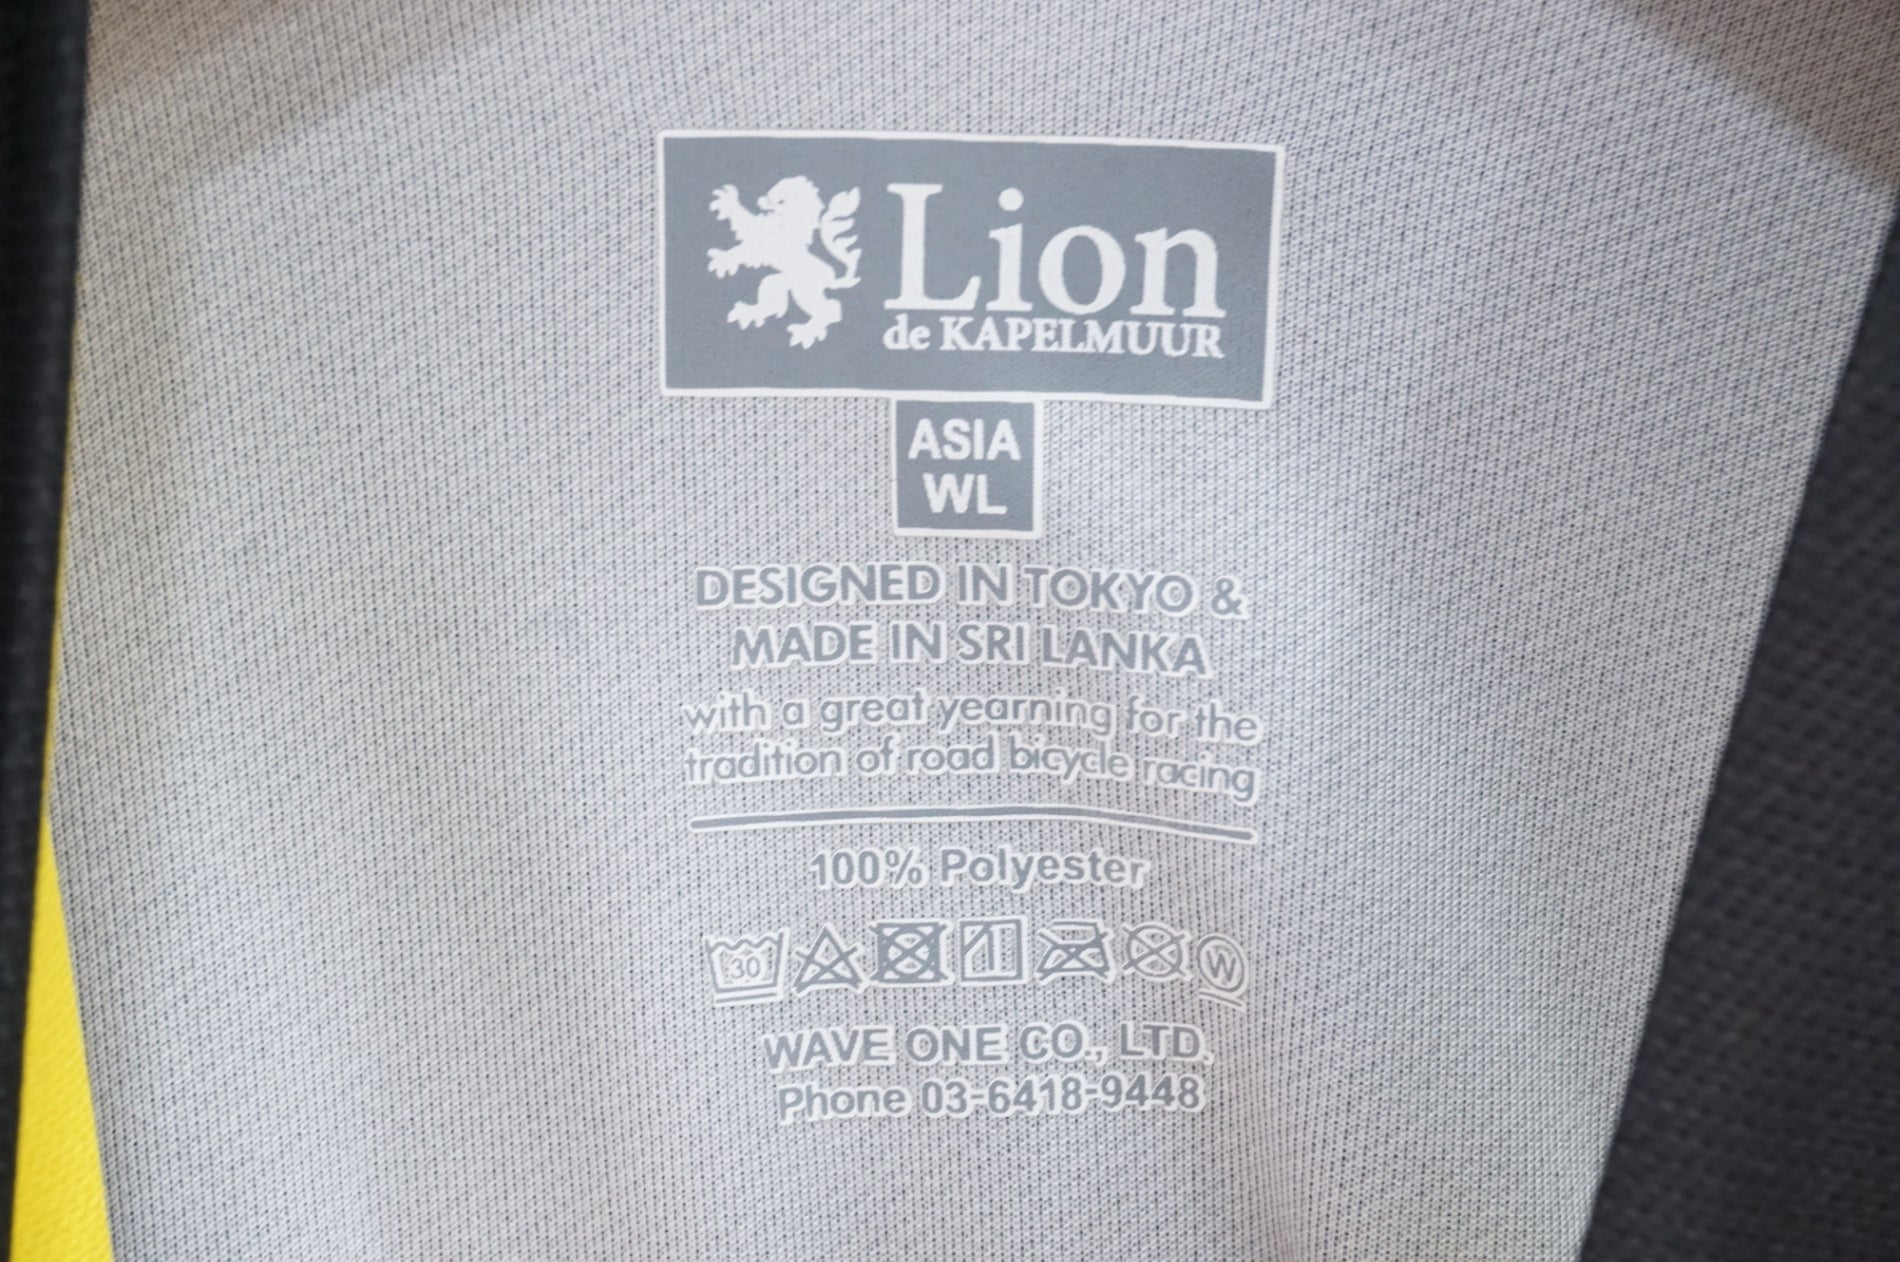 Lion
de KAPELMUUR
ASIA
WL
DESIGNED IN TOKYO &
MADE IN SRI LANKA
with a great yearning for the
tradition of road bicycle racing
100% Polyester
30 W
WAVE ONE CO., LTD.
Phone 03-6418-9448